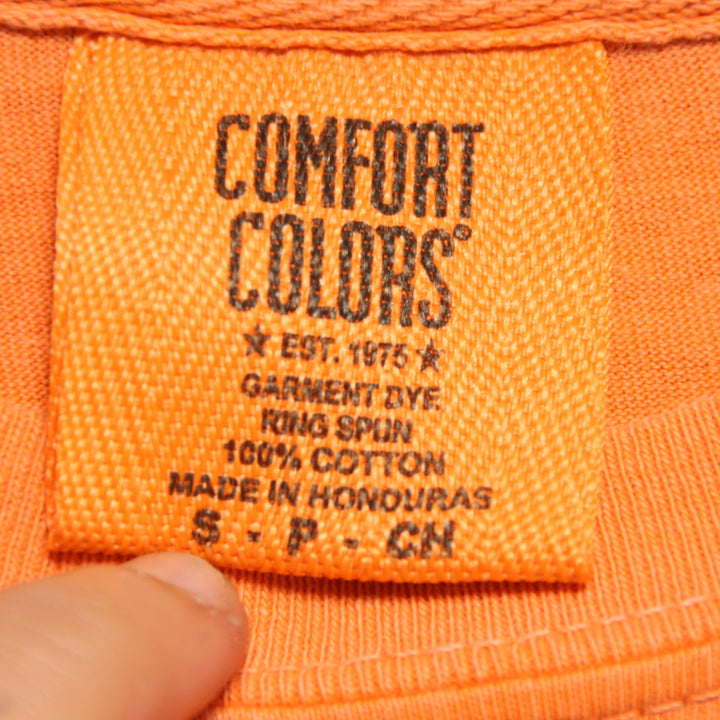 COMFORT
COLORS®
★ EST. 1975 ★
GARMENT DYE
RING SPUN
100% COTTON
MADE IN HONDURAS
S - P - CH